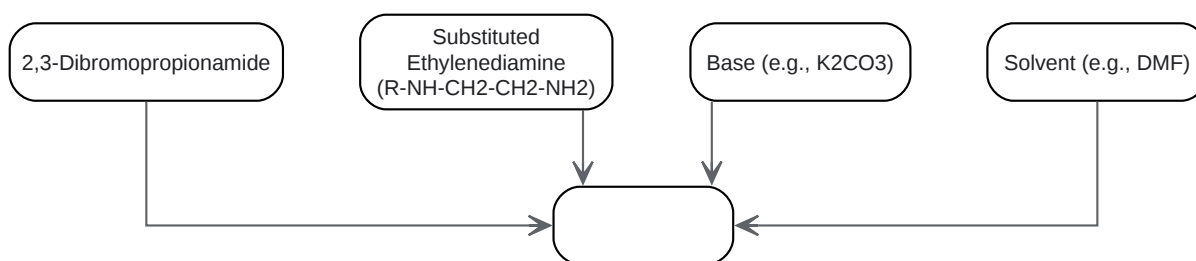 2,3-Dibromopropionamide
Substituted
Ethylenediamine
(R-NH-CH2-CH2-NH2)
Base (e.g., K2CO3)
Solvent (e.g., DMF)